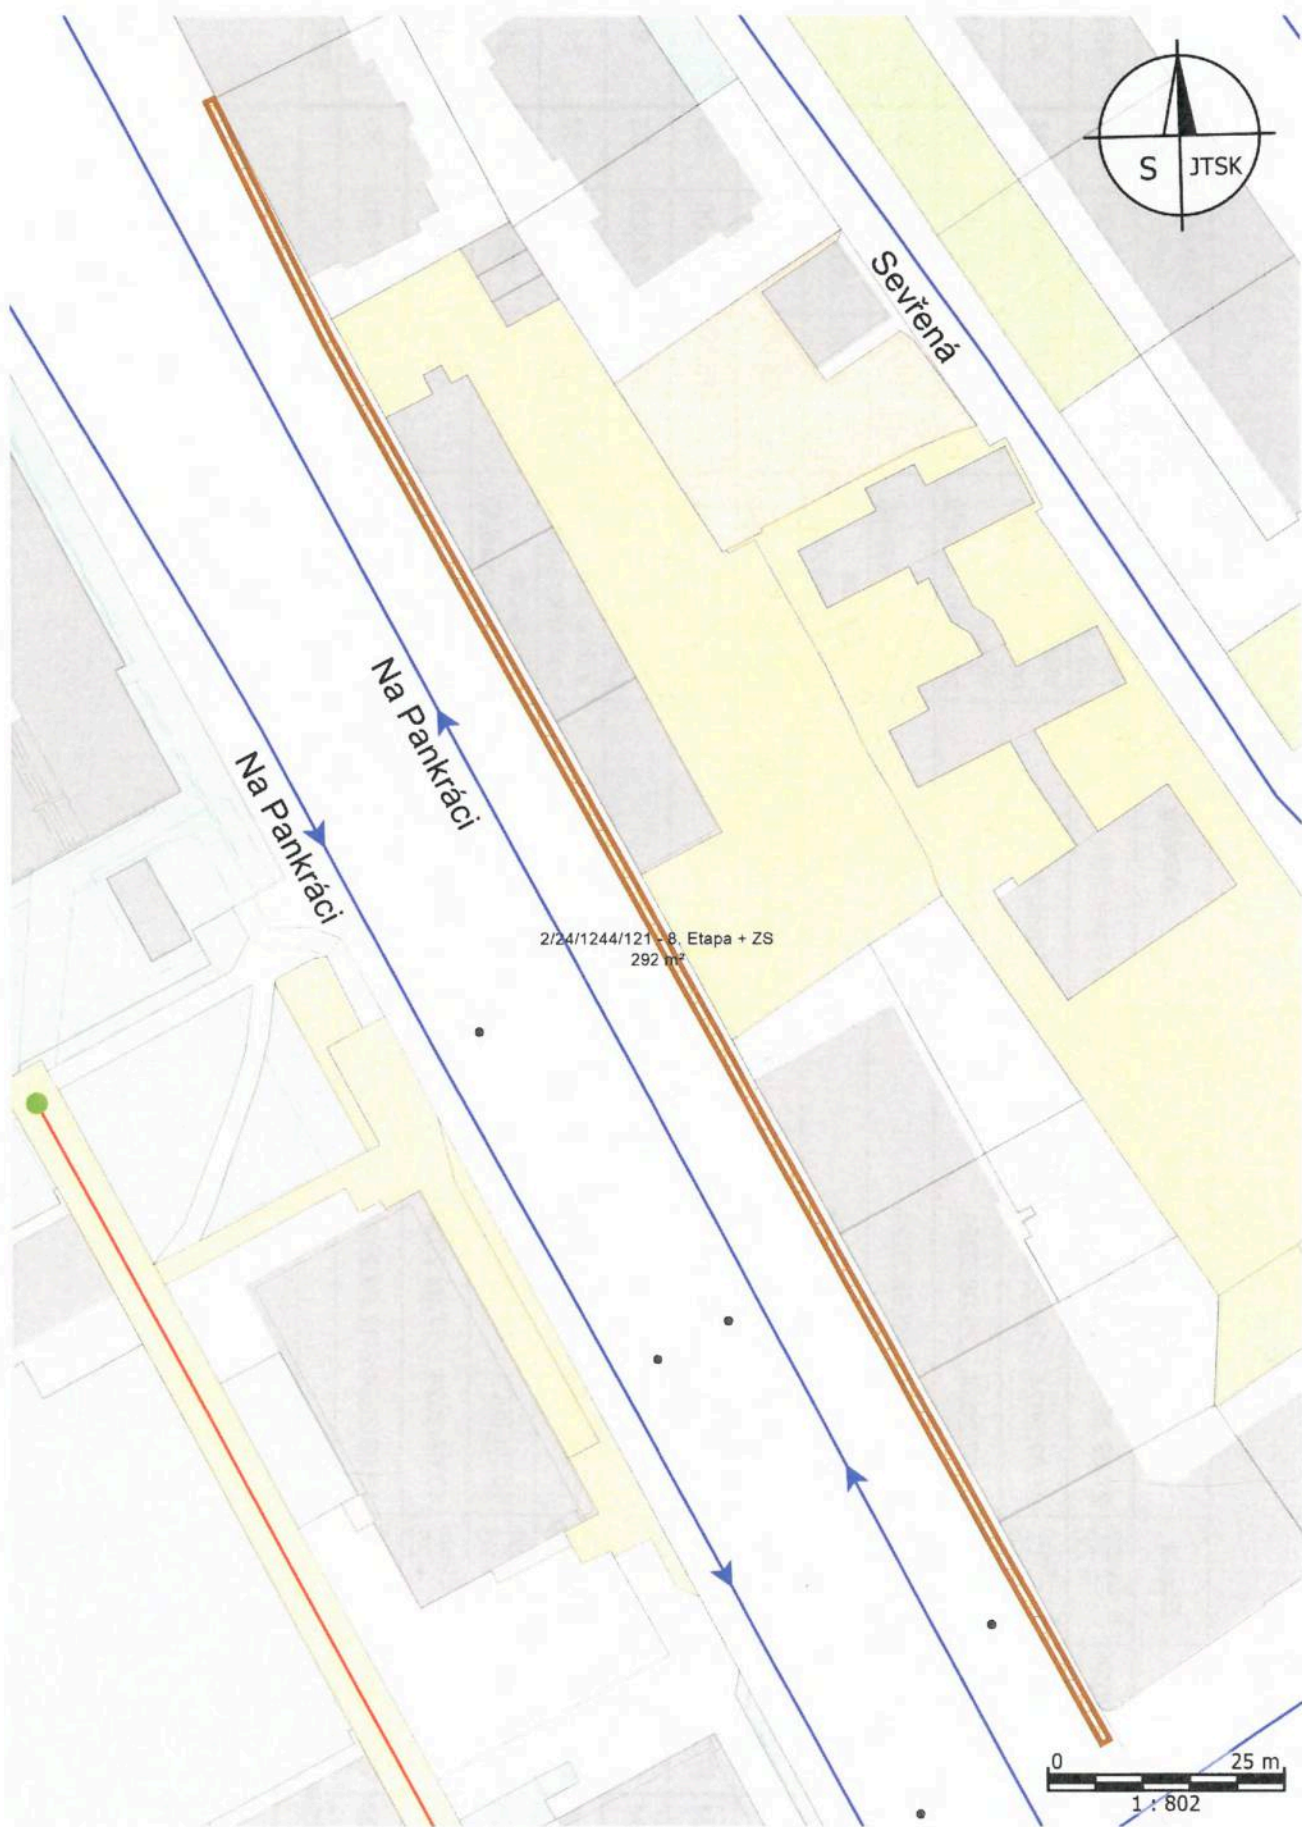 S JTSK
Sevřená
Na Pankráci
Na Pankráci
2/24/1244/121 - 8. Etapa + ZS
292 m²
0 25 m
1 : 802